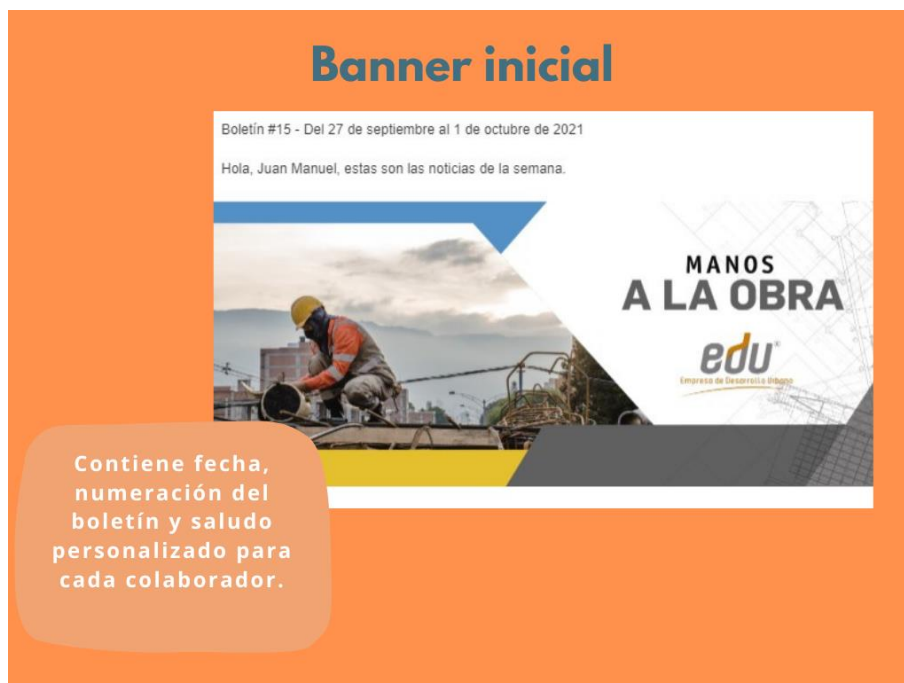 Banner inicial
Boletín #15 - Del 27 de septiembre al 1 de octubre de 2021
Hola, Juan Manuel, estas son las noticias de la semana.
MANOS
A LA OBRA
edu®
Empresa de Desarrollo Urbano
Contiene fecha,
numeración del
boletín y saludo
personalizado para
cada colaborador.